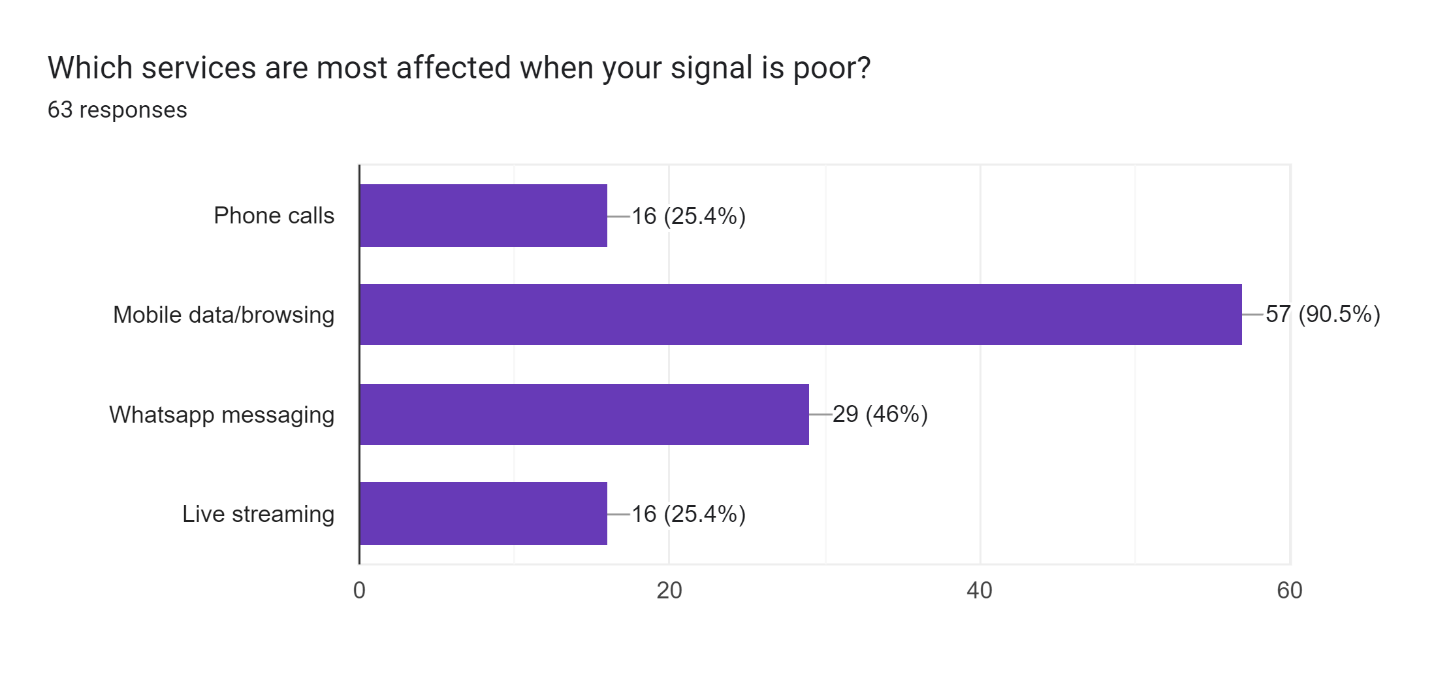 Which services are most affected when your signal is poor?
63 responses
Phone calls
16 (25.4%)
Mobile data/browsing
57 (90.5%)
Whatsapp messaging
29 (46%)
Live streaming
16 (25.4%)
0
20
40
60